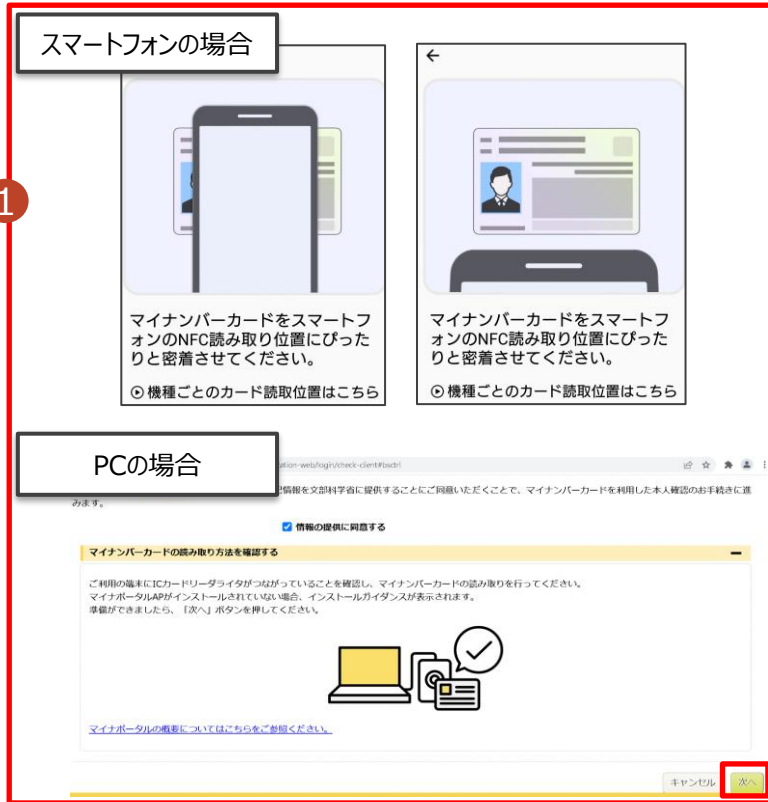 スマートフォンの場合
1
マイナンバーカードをスマートフ
ォンのNFC読み取り位置にぴった
りと密着させてください。
機種ごとのカード読取位置はこちら
マイナンバーカードをスマートフ
ォンのNFC読み取り位置にぴった
りと密着させてください。
機種ごとのカード読取位置はこちら
PCの場合
ation-web/login/check-client#bsctrl
情報を文部科学省に提供することにご同意いただくことで、マイナンバーカードを利用した本人確認のお手続きに進
みます。
情報の提供に同意する
マイナンバーカードの読み取り方法を確認する
ご利用の端末にICカードリーダライタがつながっていることを確認し、マイナンバーカードの読み取りを行ってください。
マイナポータルAPがインストールされていない場合、インストールガイダンスが表示されます。
準備ができましたら、「次へ」ボタンを押してください。
マイナポータルの概要についてはこちらをご参照ください。
キャンセル
次へ